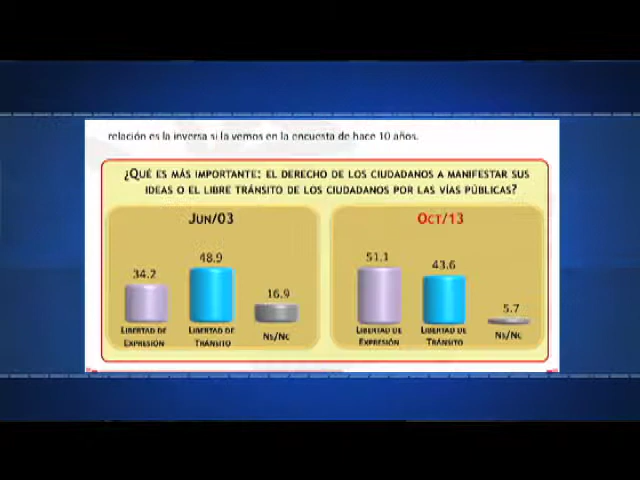 relación es la inversa si la vemos en la encuesta de hace 10 años.
¿QUÉ ES MÁS IMPORTANTE: EL DERECHO DE LOS CIUDADANOS A MANIFESTAR SUS
IDEAS O EL LIBRE TRÁNSITO DE LOS CIUDADANOS POR LAS VÍAS PÚBLICAS?
JUN/03
34.2
48.9
16.9
LIBERTAD DE
EXPRESIÓN
LIBERTAD DE
TRÁNSITO
NS/NC
OCT/13
51.1
43.6
5.7
LIBERTAD DE
EXPRESIÓN
LIBERTAD DE
TRÁNSITO
NS/NC